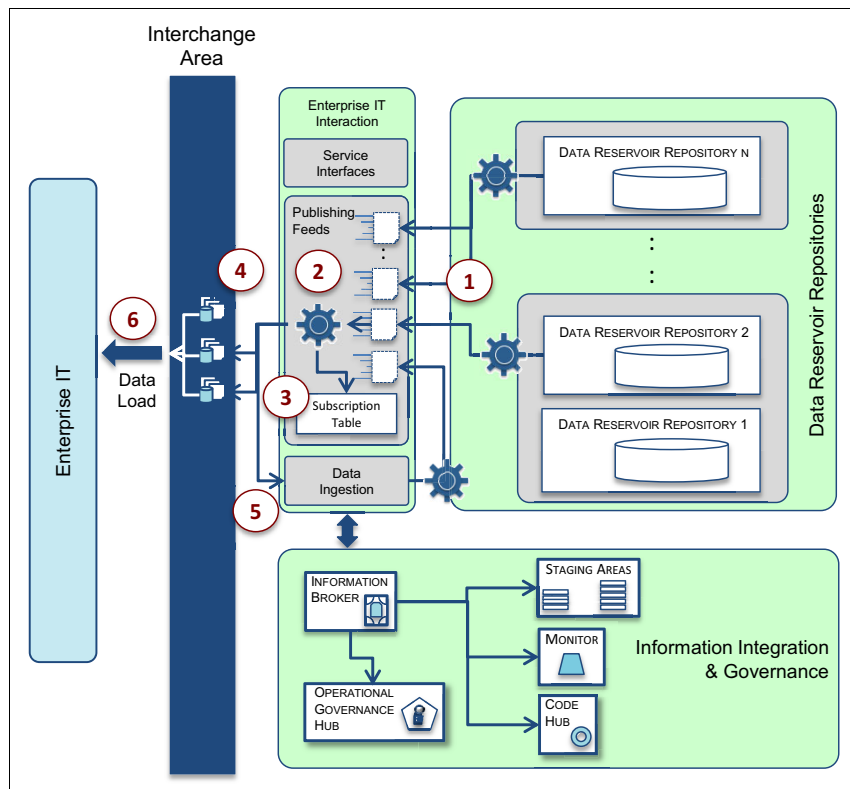 Interchange
Area
Enterprise IT
Interaction
Service
Interfaces
Publishing
Feeds
:
2
3
Subscription
Table
Data
Ingestion
1
4
5
6
Data
Load
Enterprise IT
DATA RESERVOIR REPOSITORY N
: :
DATA RESERVOIR REPOSITORY 2
DATA RESERVOIR REPOSITORY 1
Data Reservoir Repositories
INFORMATION
BROKER
OPERATIONAL
GOVERNANCE
HUB
STAGING AREAS
MONITOR
CODE
HUB
Information Integration
& Governance